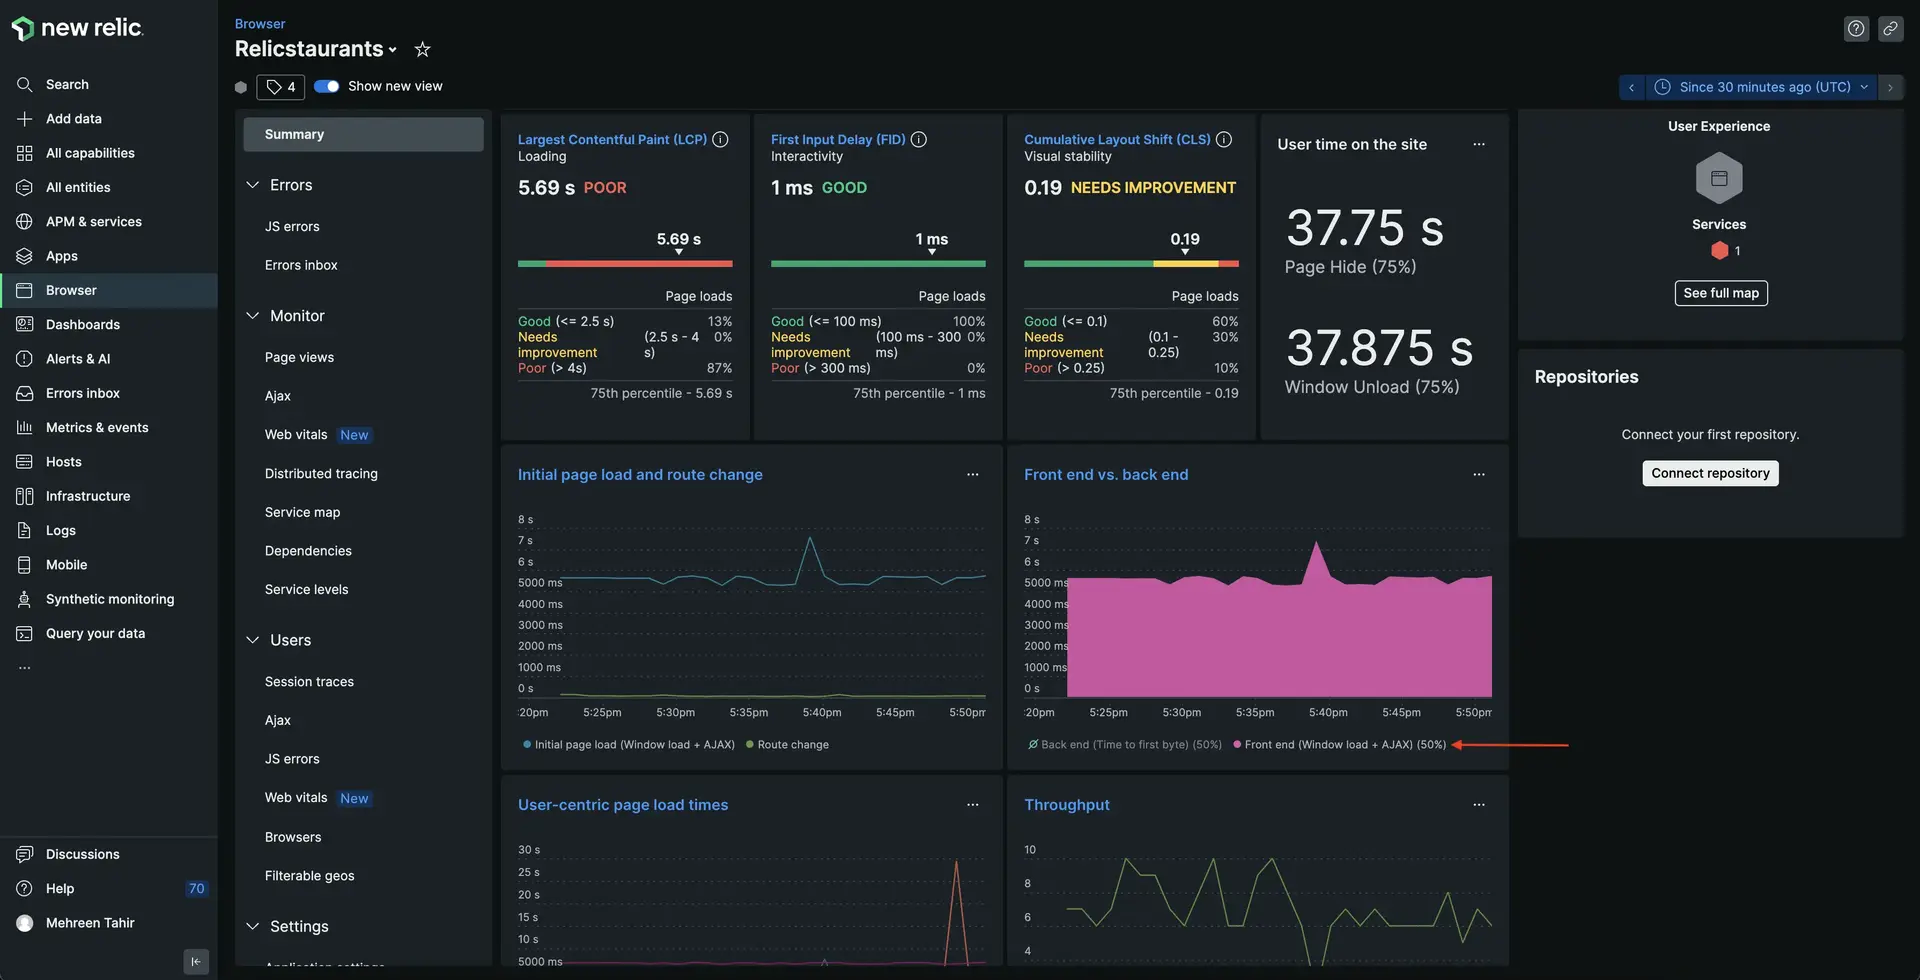 new relic.
Search
Add data
All capabilities
All entities
APM & services
Apps
Browser
Dashboards
Alerts & AI
Errors inbox
Metrics & events
Hosts
Infrastructure
Logs
Mobile
Synthetic monitoring
Query your data
...
Discussions
Help 70
Mehreen Tahir
Browser
Relicstaurants
4 Show new view
Since 30 minutes ago (UTC)
Summary
Errors
JS errors
Errors inbox
Monitor
Page views
Ajax
Web vitals New
Distributed tracing
Service map
Dependencies
Service levels
Users
Session traces
Ajax
JS errors
Web vitals New
Browsers
Filterable geos
Settings
Largest Contentful Paint (LCP)
Loading
5.69 s POOR
5.69 s
Page loads
Good (<= 2.5 s) 13%
Needs (2.5 s - 4 0%
improvement s)
Poor (> 4s) 87%
75th percentile - 5.69 s
First Input Delay (FID)
Interactivity
1 ms GOOD
1 ms
Page loads
Good (<= 100 ms) 100%
Needs (100 ms - 300 0%
improvement ms)
Poor (> 300 ms) 0%
75th percentile - 1 ms
Cumulative Layout Shift (CLS)
Visual stability
0.19 NEEDS IMPROVEMENT
0.19
Page loads
Good (<= 0.1) 60%
Needs (0.1 - 30%
improvement 0.25)
Poor (> 0.25) 10%
75th percentile - 0.19
User time on the site ...
37.75 s
Page Hide (75%)
37.875 s
Window Unload (75%)
User Experience
Services
1
See full map
Repositories
Connect your first repository.
Connect repository
Initial page load and route change ...
8 s
7 s
6 s
5000 ms
4000 ms
3000 ms
2000 ms
1000 ms
0 s
:20pm 5:25pm 5:30pm 5:35pm 5:40pm 5:45pm 5:50pm
Initial page load (Window load + AJAX) Route change
Front end vs. back end ...
8 s
7 s
6 s
5000 ms
4000 ms
3000 ms
2000 ms
1000 ms
0 s
:20pm 5:25pm 5:30pm 5:35pm 5:40pm 5:45pm 5:50pm
Back end (Time to first byte) (50%) Front end (Window load + AJAX) (50%)
User-centric page load times ...
30 s
25 s
20 s
15 s
10 s
5000 ms
Throughput ...
10
8
6
4